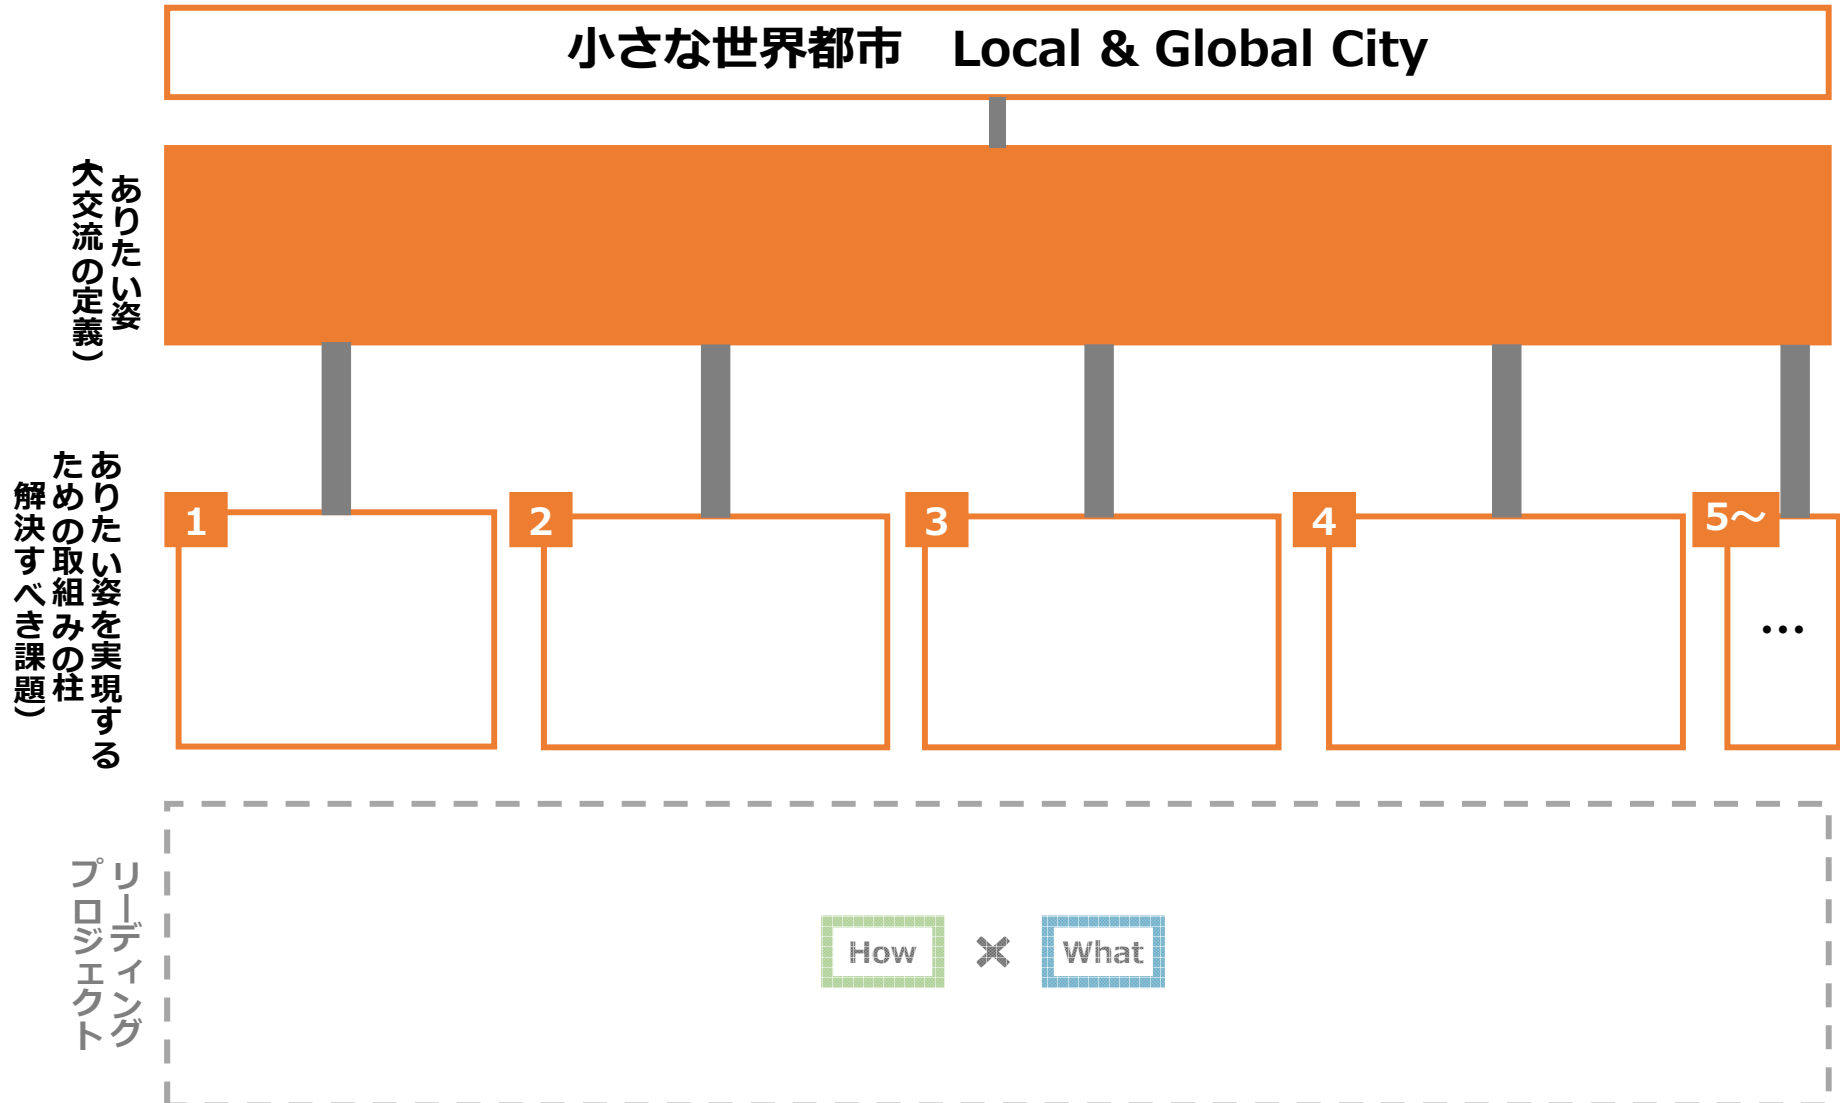 小さな世界都市　Local & Global City
ありたい姿
（大交流の定義）
1
2
3
4
5～
ありたい姿を実現する
ための取組みの柱
解決すべき課題）
…
リーディング
プロジェクト
How
×
What